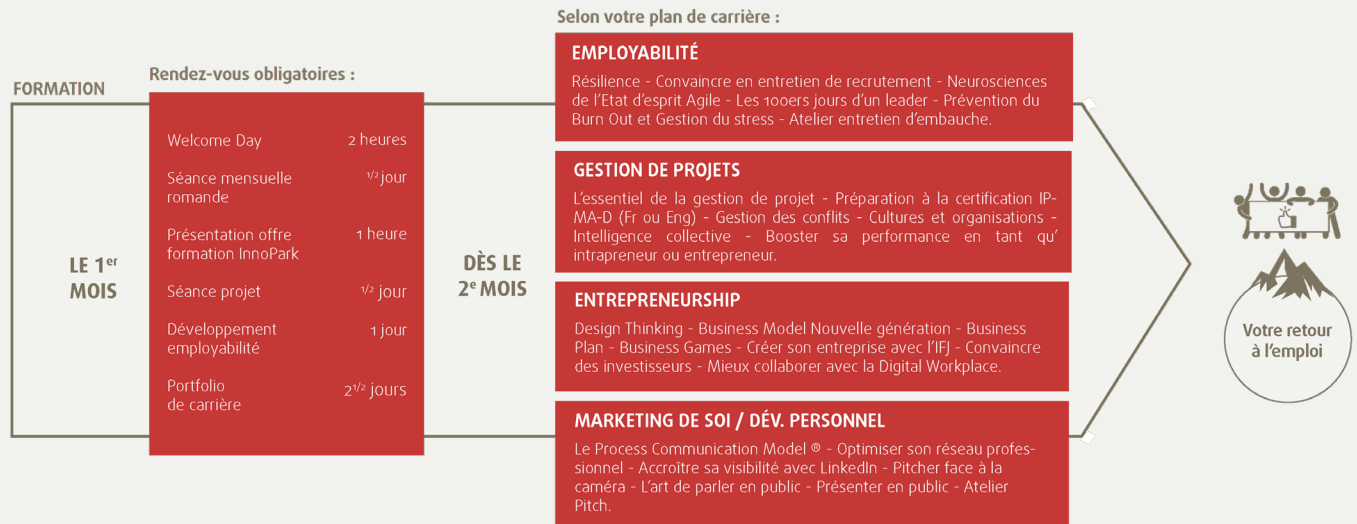 FORMATION
LE 1er
MOIS
Rendez-vous obligatoires :
Welcome Day 2 heures
Séance mensuelle
romande 1/2 jour
Présentation offre
formation InnoPark 1 heure
Séance projet 1/2 jour
Développement
employabilité 1 jour
Portfolio
de carrière 2 1/2 jours
DÈS LE
2e MOIS
Selon votre plan de carrière :
EMPLOYABILITÉ
Résilience - Convaincre en entretien de recrutement - Neurosciences
de l'Etat d'esprit Agile - Les 100ers jours d'un leader - Prévention du
Burn Out et Gestion du stress - Atelier entretien d'embauche.
GESTION DE PROJETS
L'essentiel de la gestion de projet - Préparation à la certification IP-
MA-D (Fr ou Eng) - Gestion des conflits - Cultures et organisations -
Intelligence collective - Booster sa performance en tant qu'
intrapreneur ou entrepreneur.
ENTREPRENEURSHIP
Design Thinking - Business Model Nouvelle génération - Business
Plan - Business Games - Créer son entreprise avec l'IFJ - Convaincre
des investisseurs - Mieux collaborer avec la Digital Workplace.
MARKETING DE SOI / DÉV. PERSONNEL
Le Process Communication Model ® - Optimiser son réseau profes-
sionnel - Accroître sa visibilité avec LinkedIn - Pitcher face à la
caméra - L'art de parler en public - Présenter en public - Atelier
Pitch.
Votre retour
à l'emploi